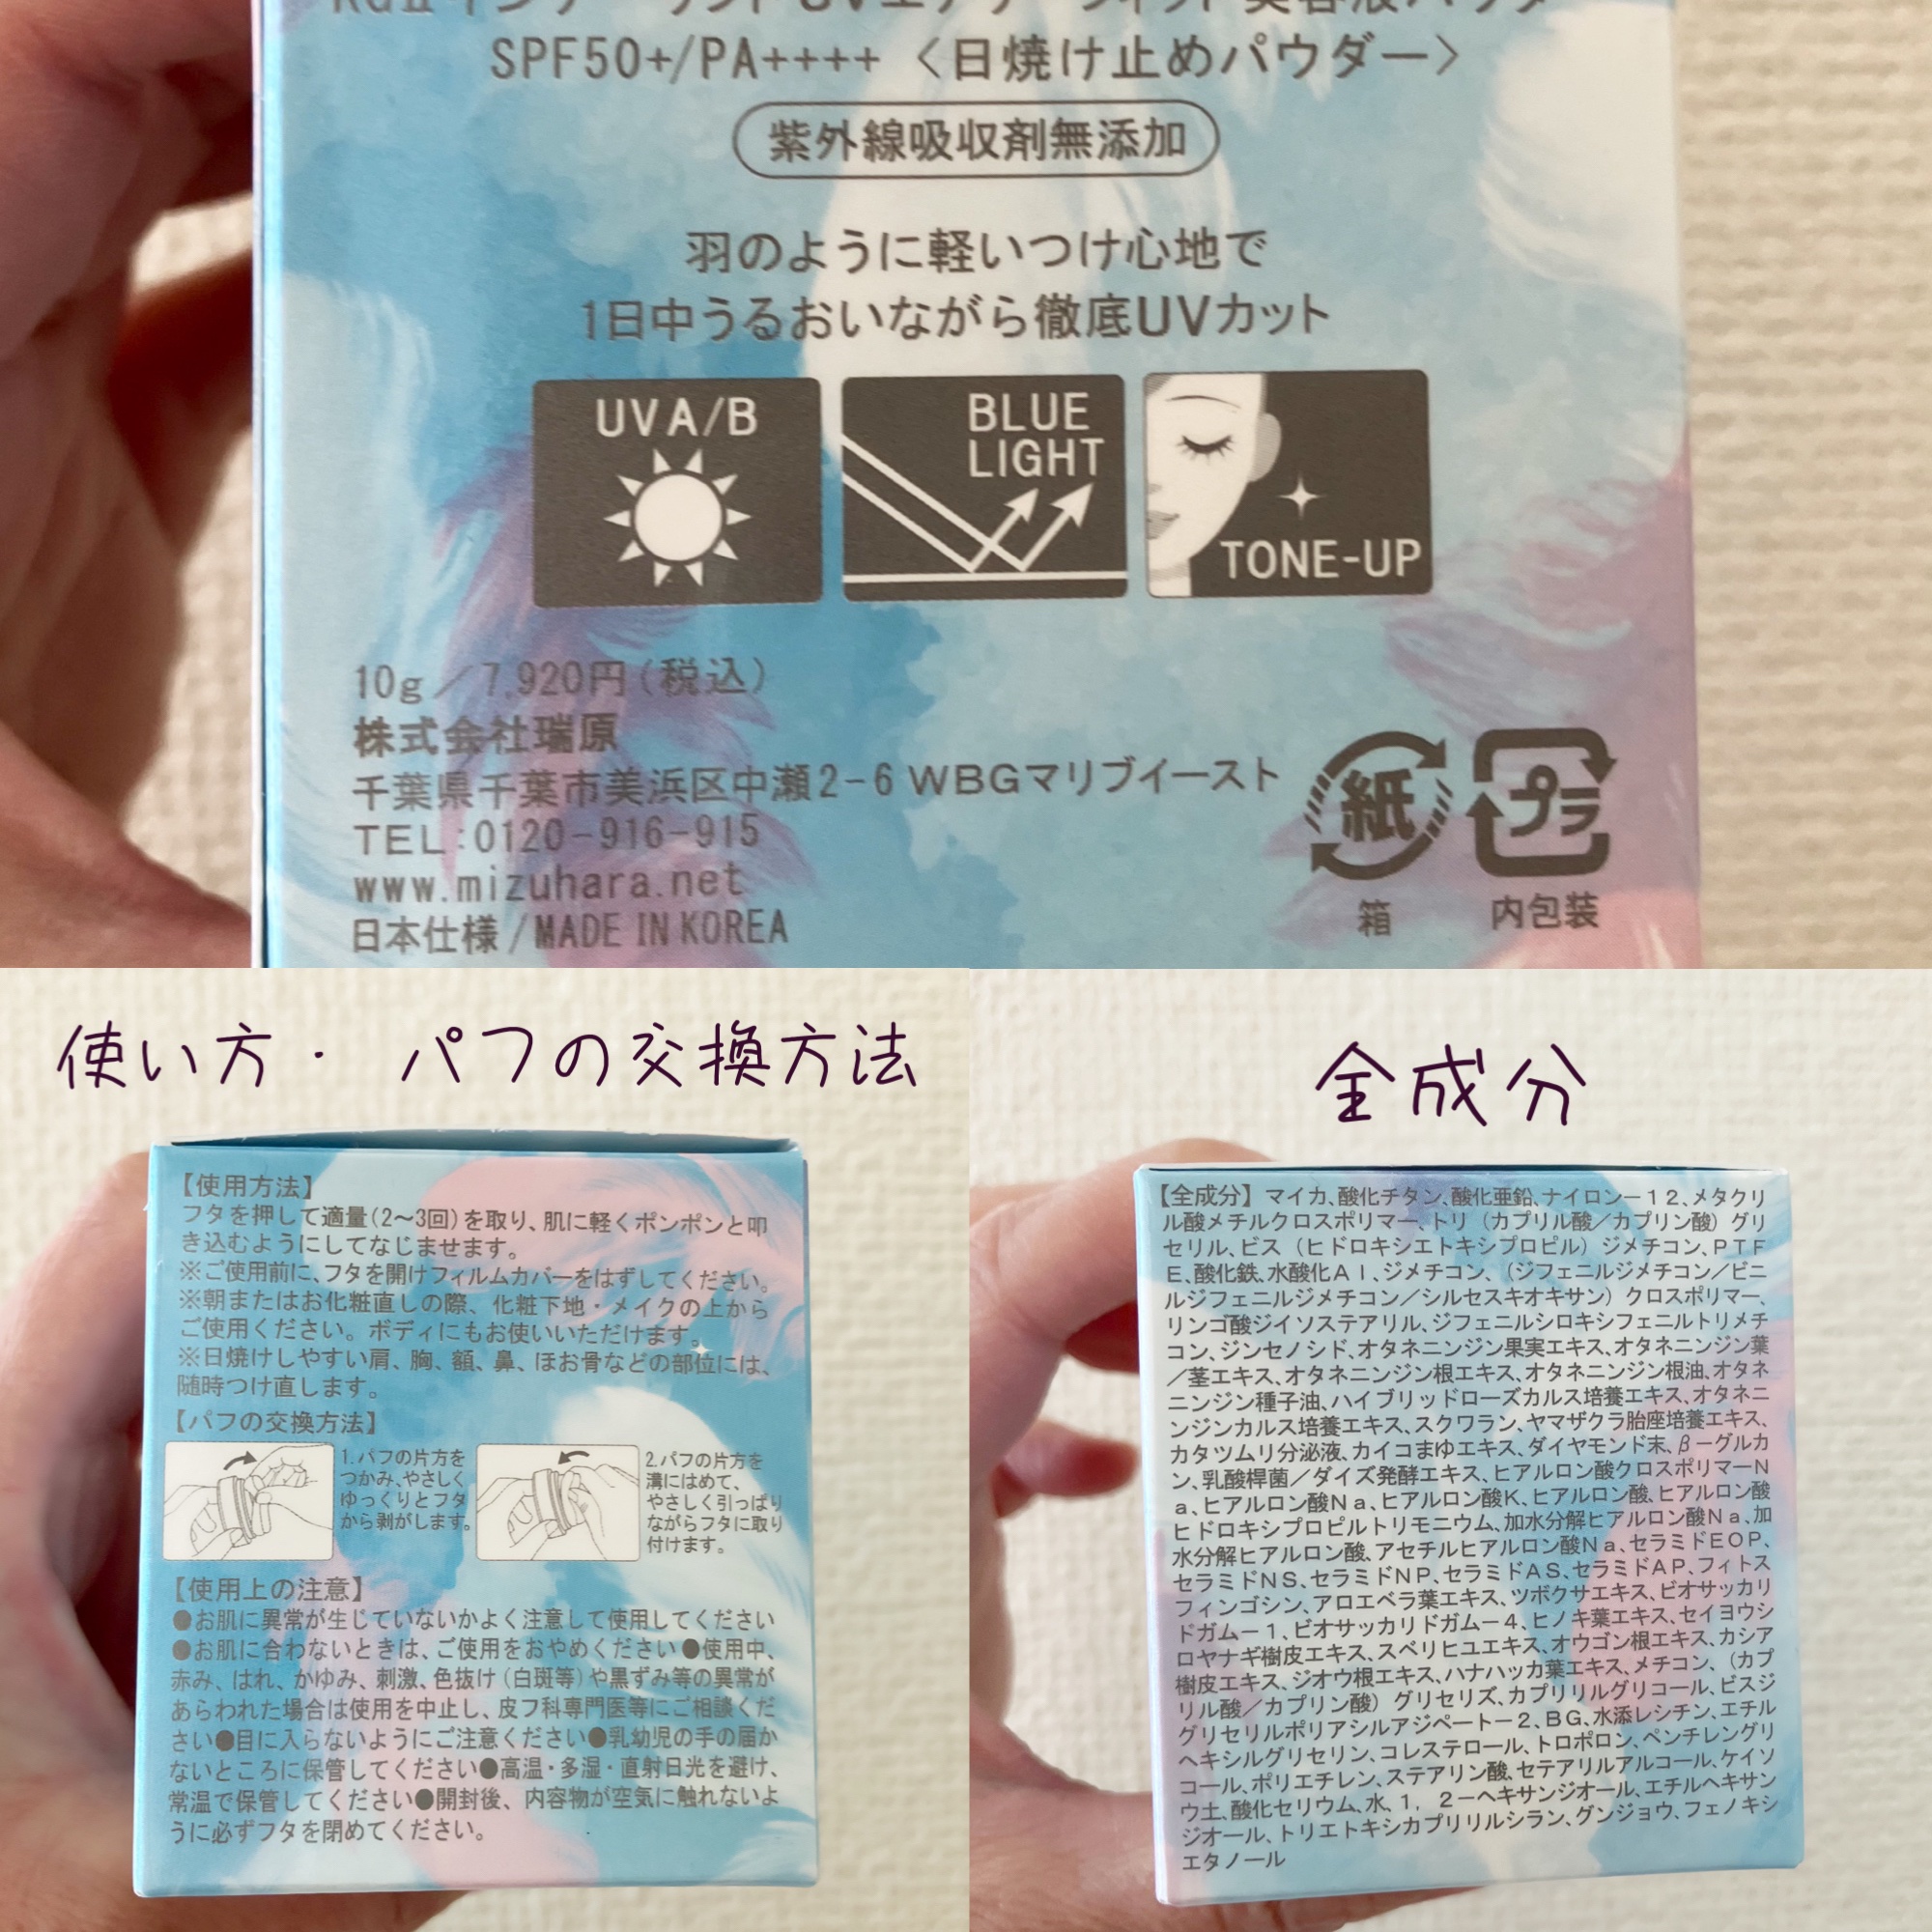 SPF50+/PA++++ 〈日焼け止めパウダー〉
紫外線吸収剤無添加
羽のように軽いつけ心地で
1日中うるおいながら徹底UVカット
UVA/B
BLUE
LIGHT
TONE-UP
10g／7,920円(税込)
株式会社瑞原
千葉県千葉市美浜区中瀬2-6 WBGマリブイースト
TEL:0120-916-915
www.mizuhara.net
日本仕様/MADE IN KOREA
紙
箱
プラ
内包装
使い方・ パフの交換方法
【使用方法】
フタを押して適量(2〜3回)を取り、肌に軽くポンポンと叩
き込むようにしてなじませます。
※ご使用前に、フタを開けフィルムカバーをはずしてください。
※朝またはお化粧直しの際、化粧下地・メイクの上から
ご使用ください。ボディにもお使いいただけます。
※日焼けしやすい肩、胸、額、鼻、ほお骨などの部位には、
随時つけ直します。
【パフの交換方法】
1.パフの片方を
つかみ、やさしく
ゆっくりとフタ
から剥がします。
2.パフの片方を
溝にはめて、
やさしく引っぱり
ながらフタに取り
付けます。
【使用上の注意】
●お肌に異常が生じていないかよく注意して使用してください
●お肌に合わないときは、ご使用をおやめください●使用中、
赤み、はれ、かゆみ、刺激、色抜け(白斑等)や黒ずみ等の異常が
あらわれた場合は使用を中止し、皮フ科専門医等にご相談くだ
さい●目に入らないようにご注意ください●乳幼児の手の届か
ないところに保管してください●高温・多湿・直射日光を避け、
常温で保管してください●開封後、内容物が空気に触れないよ
うに必ずフタを閉めてください。
全成分
【全成分】マイカ、酸化チタン、酸化亜鉛、ナイロン－12、メタクリ
ル酸メチルクロスポリマー、トリ（カプリル酸／カプリン酸）グリ
セリル、ビス（ヒドロキシエトキシプロピル）ジメチコン、PTF
E、酸化鉄、水酸化Al、ジメチコン、（ジフェニルジメチコン／ビニ
ルジフェニルジメチコン／シルセスキオキサン）クロスポリマー、
リンゴ酸ジイソステアリル、ジフェニルシロキシフェニルトリメチ
コン、ジンセノシド、オタネニンジン果実エキス、オタネニンジン葉
／茎エキス、オタネニンジン根エキス、オタネニンジン根油、オタネ
ニンジン種子油、ハイブリッドローズカルス培養エキス、オタネニ
ンジンカルス培養エキス、スクワラン、ヤマザクラ胎座培養エキス、
カタツムリ分泌液、カイコまゆエキス、ダイヤモンド末、β－グルカ
ン、乳酸桿菌／ダイズ発酵エキス、ヒアルロン酸クロスポリマーN
a、ヒアルロン酸Na、ヒアルロン酸K、ヒアルロン酸、ヒアルロン酸
ヒドロキシプロピルトリモニウム、加水分解ヒアルロン酸Na、加
水分解ヒアルロン酸、アセチルヒアルロン酸Na、セラミドEOP、
セラミドNS、セラミドNP、セラミドAS、セラミドAP、フィトス
フィンゴシン、アロエベラ葉エキス、ツボクサエキス、ビオサッカリ
ドガム－1、ビオサッカリドガム－4、ヒノキ葉エキス、セイヨウシ
ロヤナギ樹皮エキス、スベリヒユエキス、オウゴン根エキス、カシア
樹皮エキス、ジオウ根エキス、ハナハッカ葉エキス、メチコン、（カプ
リル酸／カプリン酸）グリセリズ、カプリリルグリコール、ビスジ
グリセリルポリアシルアジペート－2、BG、水添レシチン、エチル
ヘキシルグリセリン、コレステロール、トロポロン、ペンチレングリ
コール、ポリエチレン、ステアリン酸、セテアリルアルコール、ケイソ
ウ土、酸化セリウム、水、1，2－ヘキサンジオール、エチルヘキサン
ジオール、トリエトキシカプリリルシラン、グンジョウ、フェノキシ
エタノール